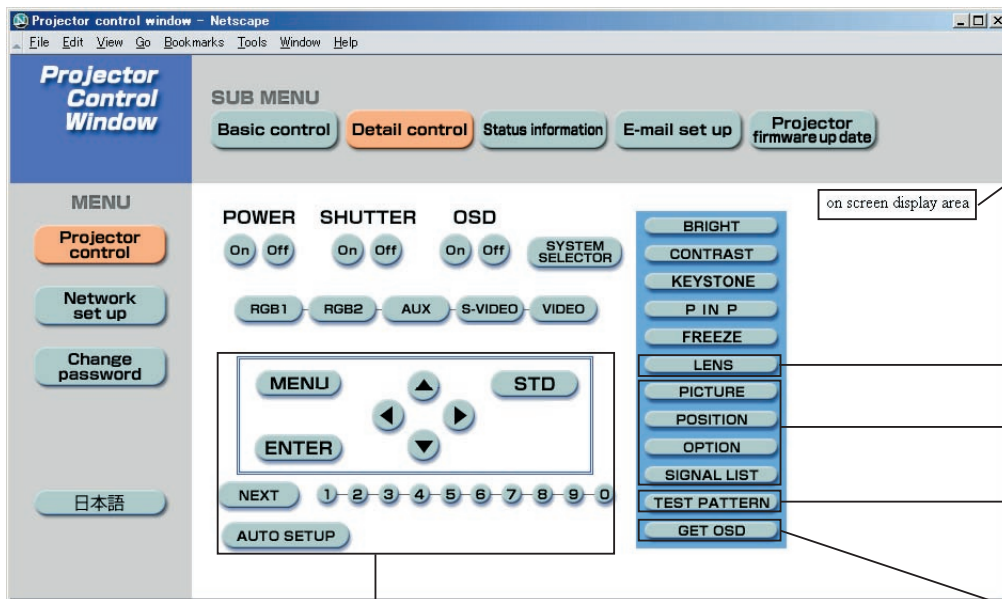 Projector control window - Netscape
File Edit View Go Bookmarks Tools Window Help
Projector
Control
Window
SUB MENU
Basic control Detail control Status information E-mail set up Projector
firmware up date
MENU
Projector
control
Network
set up
Change
password
日本語
on screen display area
POWER SHUTTER OSD
On Off On Off On Off SYSTEM
SELECTOR
RGB1 RGB2 AUX S-VIDEO VIDEO
MENU STD
ENTER
NEXT 1 2 3 4 5 6 7 8 9 0
AUTO SETUP
BRIGHT
CONTRAST
KEYSTONE
P IN P
FREEZE
LENS
PICTURE
POSITION
OPTION
SIGNAL LIST
TEST PATTERN
GET OSD